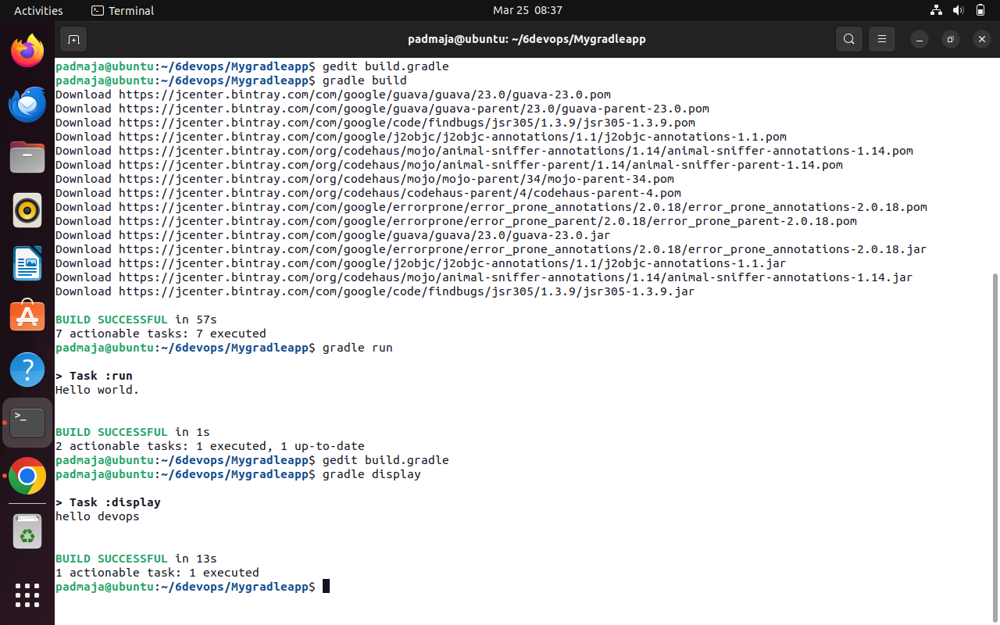 Activities
Terminal
Mar 25 08:37
padmaja@ubuntu: ~/6devops/Mygradleapp
padmaja@ubuntu:~/6devops/Mygradleapp$ gedit build.gradle
padmaja@ubuntu:~/6devops/Mygradleapp$ gradle build
Download https://jcenter.bintray.com/com/google/guava/guava/23.0/guava-23.0.pom
Download https://jcenter.bintray.com/com/google/guava/guava-parent/23.0/guava-parent-23.0.pom
Download https://jcenter.bintray.com/com/google/code/findbugs/jsr305/1.3.9/jsr305-1.3.9.pom
Download https://jcenter.bintray.com/com/google/j2objc/j2objc-annotations/1.1/j2objc-annotations-1.1.pom
Download https://jcenter.bintray.com/org/codehaus/mojo/animal-sniffer-annotations/1.14/animal-sniffer-annotations-1.14.pom
Download https://jcenter.bintray.com/org/codehaus/mojo/animal-sniffer-parent/1.14/animal-sniffer-parent-1.14.pom
Download https://jcenter.bintray.com/org/codehaus/mojo/mojo-parent/34/mojo-parent-34.pom
Download https://jcenter.bintray.com/org/codehaus/codehaus-parent/4/codehaus-parent-4.pom
Download https://jcenter.bintray.com/com/google/errorprone/error_prone_annotations/2.0.18/error_prone_annotations-2.0.18.pom
Download https://jcenter.bintray.com/com/google/errorprone/error_prone_parent/2.0.18/error_prone_parent-2.0.18.pom
Download https://jcenter.bintray.com/com/google/guava/guava/23.0/guava-23.0.jar
Download https://jcenter.bintray.com/com/google/errorprone/error_prone_annotations/2.0.18/error_prone_annotations-2.0.18.jar
Download https://jcenter.bintray.com/com/google/j2objc/j2objc-annotations/1.1/j2objc-annotations-1.1.jar
Download https://jcenter.bintray.com/org/codehaus/mojo/animal-sniffer-annotations/1.14/animal-sniffer-annotations-1.14.jar
Download https://jcenter.bintray.com/com/google/code/findbugs/jsr305/1.3.9/jsr305-1.3.9.jar
BUILD SUCCESSFUL in 57s
7 actionable tasks: 7 executed
padmaja@ubuntu:~/6devops/Mygradleapp$ gradle run
> Task :run
Hello world.
BUILD SUCCESSFUL in 1s
2 actionable tasks: 1 executed, 1 up-to-date
padmaja@ubuntu:~/6devops/Mygradleapp$ gedit build.gradle
padmaja@ubuntu:~/6devops/Mygradleapp$ gradle display
> Task :display
hello devops
BUILD SUCCESSFUL in 13s
1 actionable task: 1 executed
padmaja@ubuntu:~/6devops/Mygradleapp$